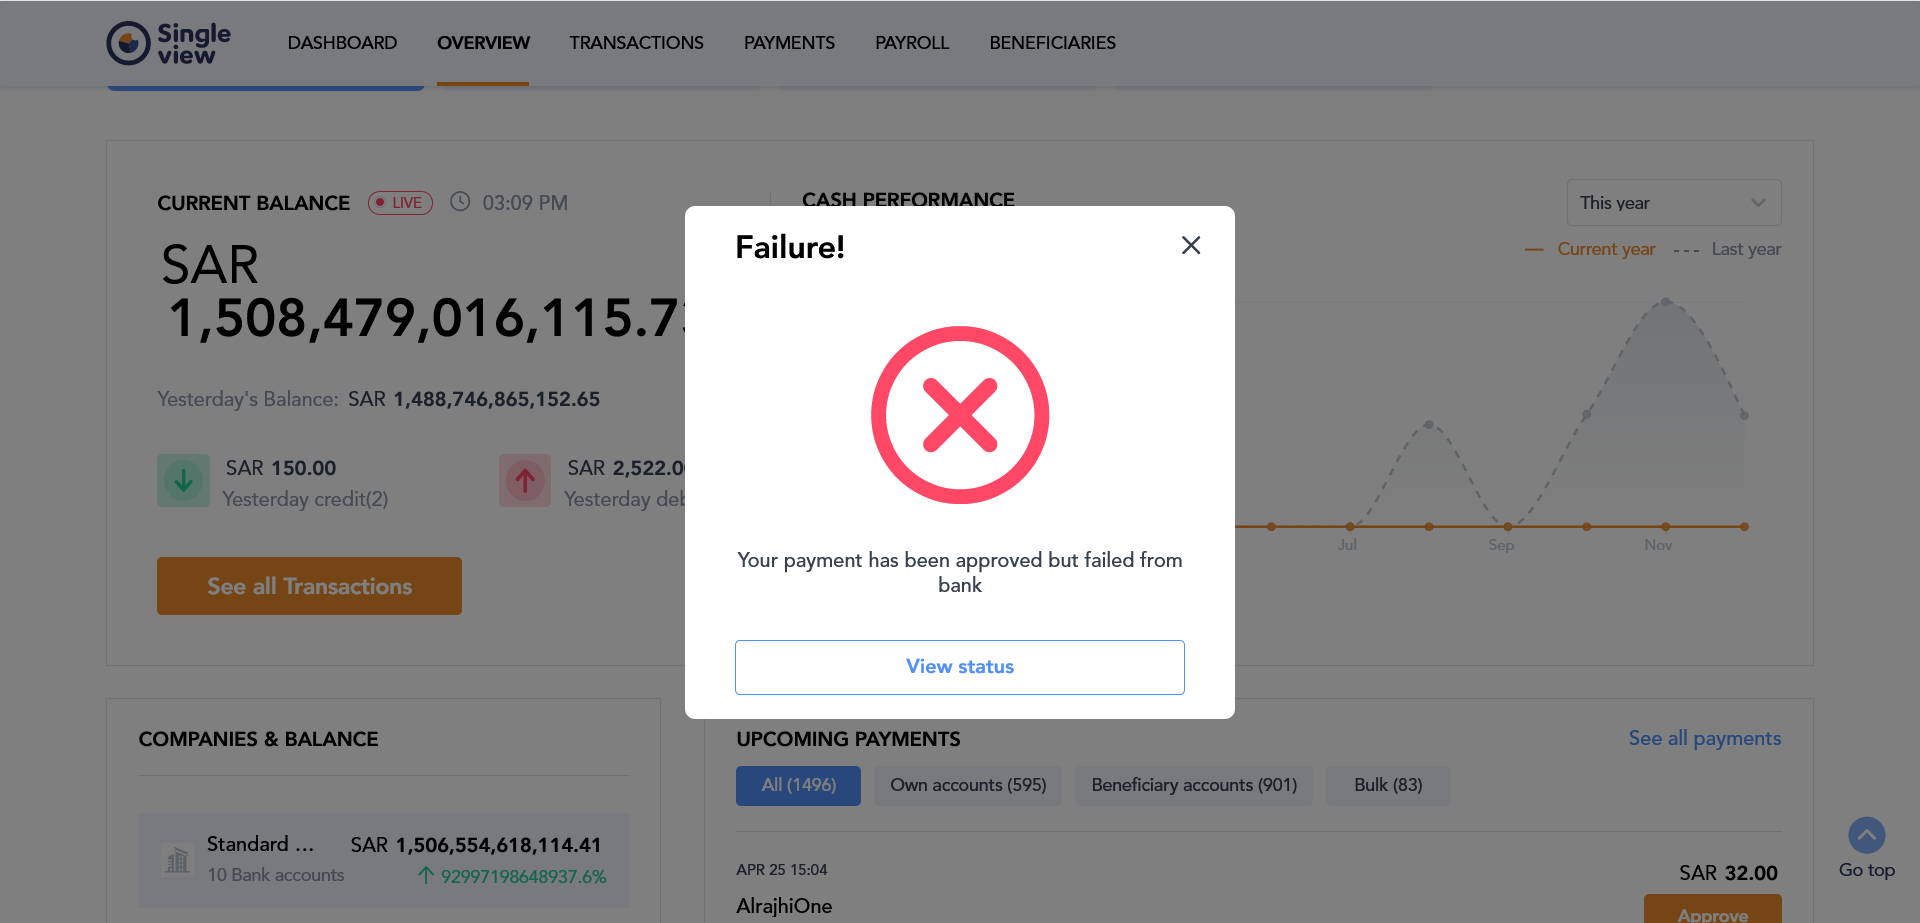 Single
view
DASHBOARD
OVERVIEW
TRANSACTIONS
PAYMENTS
PAYROLL
BENEFICIARIES
CURRENT BALANCE
LIVE
03:09 PM
SAR
1,508,479,016,115.73
Yesterday's Balance: SAR 1,488,746,865,152.65
SAR 150.00
Yesterday credit(2)
SAR 2,522.0
Yesterday deb
See all Transactions
CASH PERFORMANCE
This year
Current year
Last year
Jul
Sep
Nov
Failure!
Your payment has been approved but failed from
bank
View status
COMPANIES & BALANCE
Standard ...
SAR 1,506,554,618,114.41
10 Bank accounts
92997198648937.6%
UPCOMING PAYMENTS
See all payments
All (1496)
Own accounts (595)
Beneficiary accounts (901)
Bulk (83)
APR 25 15:04
SAR 32.00
AlrajhiOne
Approve
Go top